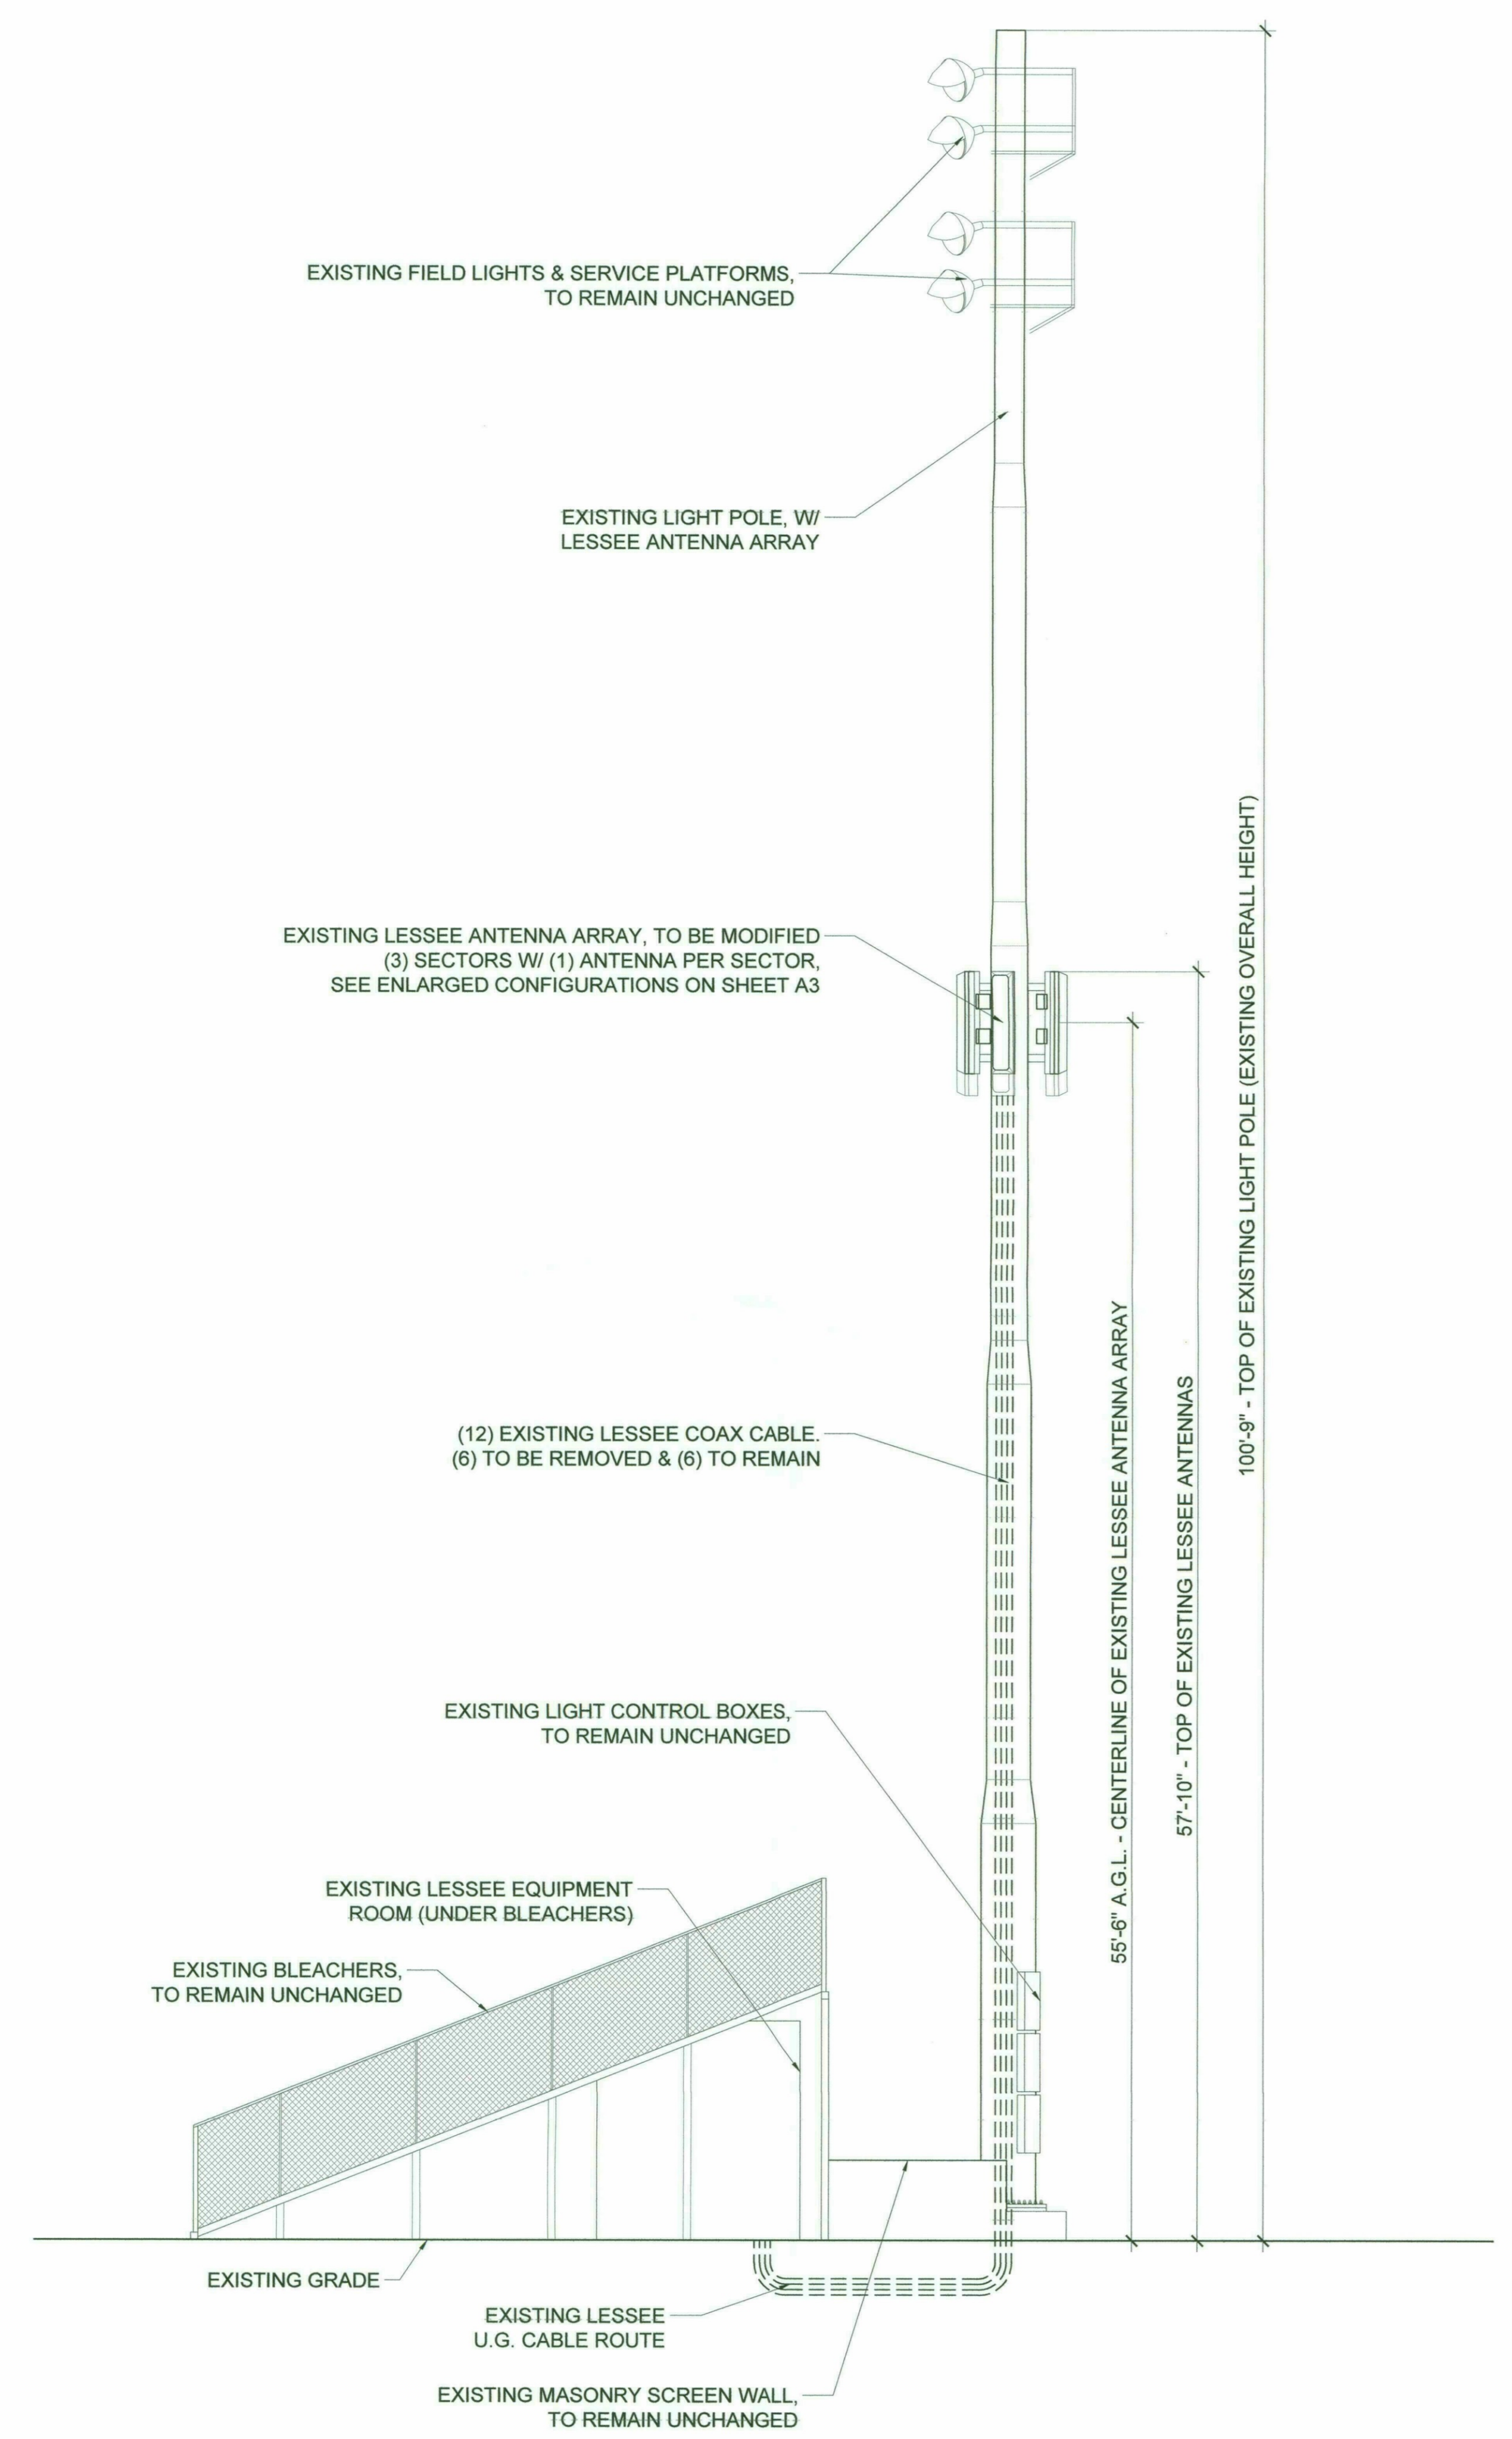 EXISTING FIELD LIGHTS & SERVICE PLATFORMS,
TO REMAIN UNCHANGED
EXISTING LIGHT POLE, W/
LESSEE ANTENNA ARRAY
EXISTING LESSEE ANTENNA ARRAY, TO BE MODIFIED
(3) SECTORS W/ (1) ANTENNA PER SECTOR,
SEE ENLARGED CONFIGURATIONS ON SHEET A3
(12) EXISTING LESSEE COAX CABLE.
(6) TO BE REMOVED & (6) TO REMAIN
EXISTING LIGHT CONTROL BOXES,
TO REMAIN UNCHANGED
EXISTING LESSEE EQUIPMENT
ROOM (UNDER BLEACHERS)
EXISTING BLEACHERS,
TO REMAIN UNCHANGED
EXISTING GRADE
EXISTING LESSEE
U.G. CABLE ROUTE
EXISTING MASONRY SCREEN WALL,
TO REMAIN UNCHANGED
55'-6" A.G.L. - CENTERLINE OF EXISTING LESSEE ANTENNA ARRAY
57'-10" - TOP OF EXISTING LESSEE ANTENNAS
100'-9" - TOP OF EXISTING LIGHT POLE (EXISTING OVERALL HEIGHT)